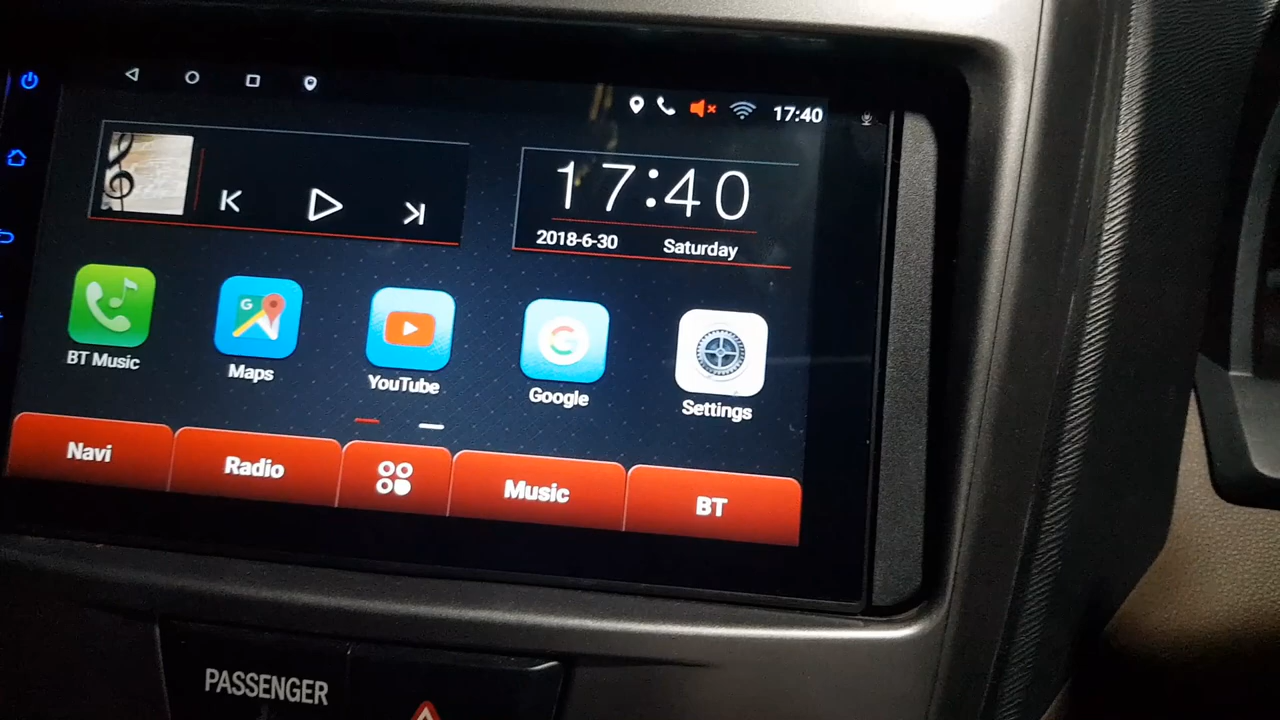 17:40
17:40
2018-6-30 Saturday
BT Music
Maps
YouTube
Google
Settings
Navi
Radio
Music
BT
PASSENGER